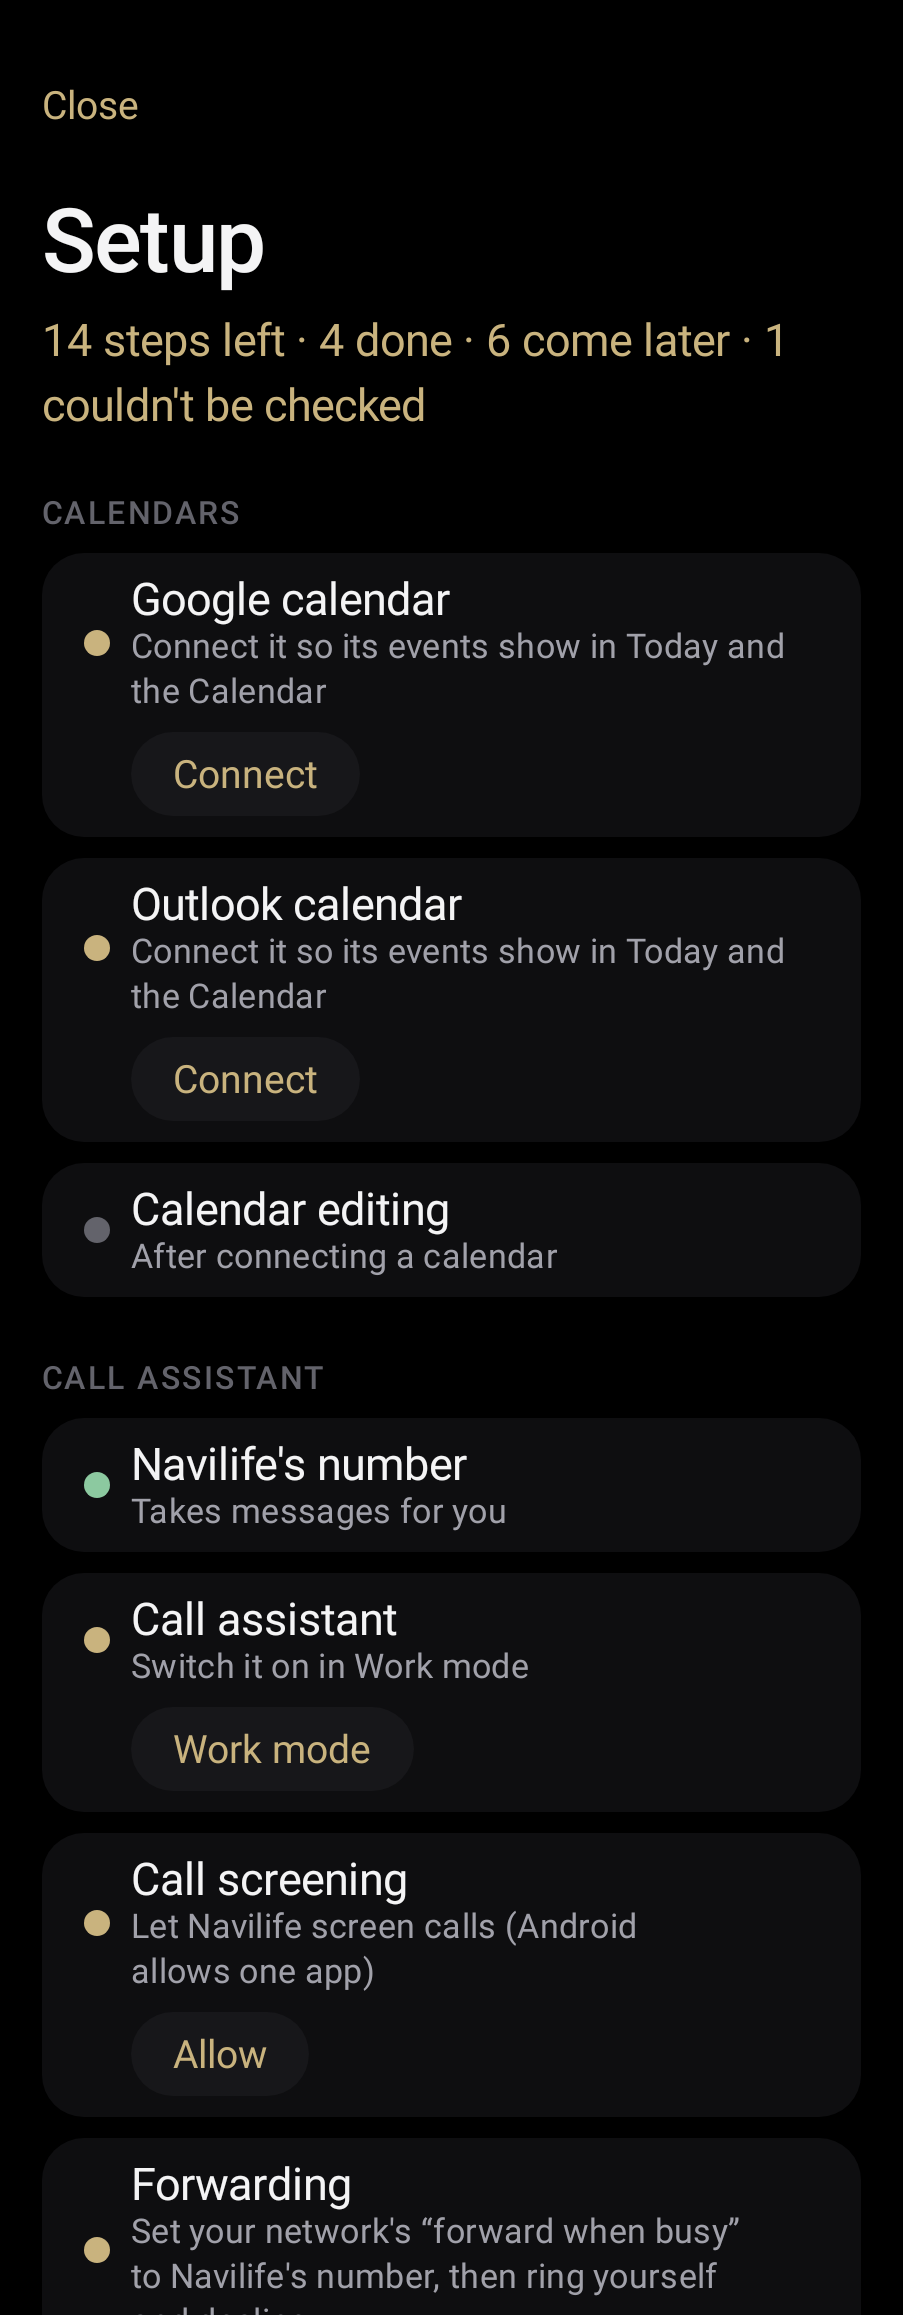 Close
Setup
14 steps left · 4 done · 6 come later · 1
couldn't be checked
CALENDARS
Google calendar
Connect it so its events show in Today and
the Calendar
Connect
Outlook calendar
Connect it so its events show in Today and
the Calendar
Connect
Calendar editing
After connecting a calendar
CALL ASSISTANT
Navilife's number
Takes messages for you
Call assistant
Switch it on in Work mode
Work mode
Call screening
Let Navilife screen calls (Android
allows one app)
Allow
Forwarding
Set your network's “forward when busy”
to Navilife's number, then ring yourself